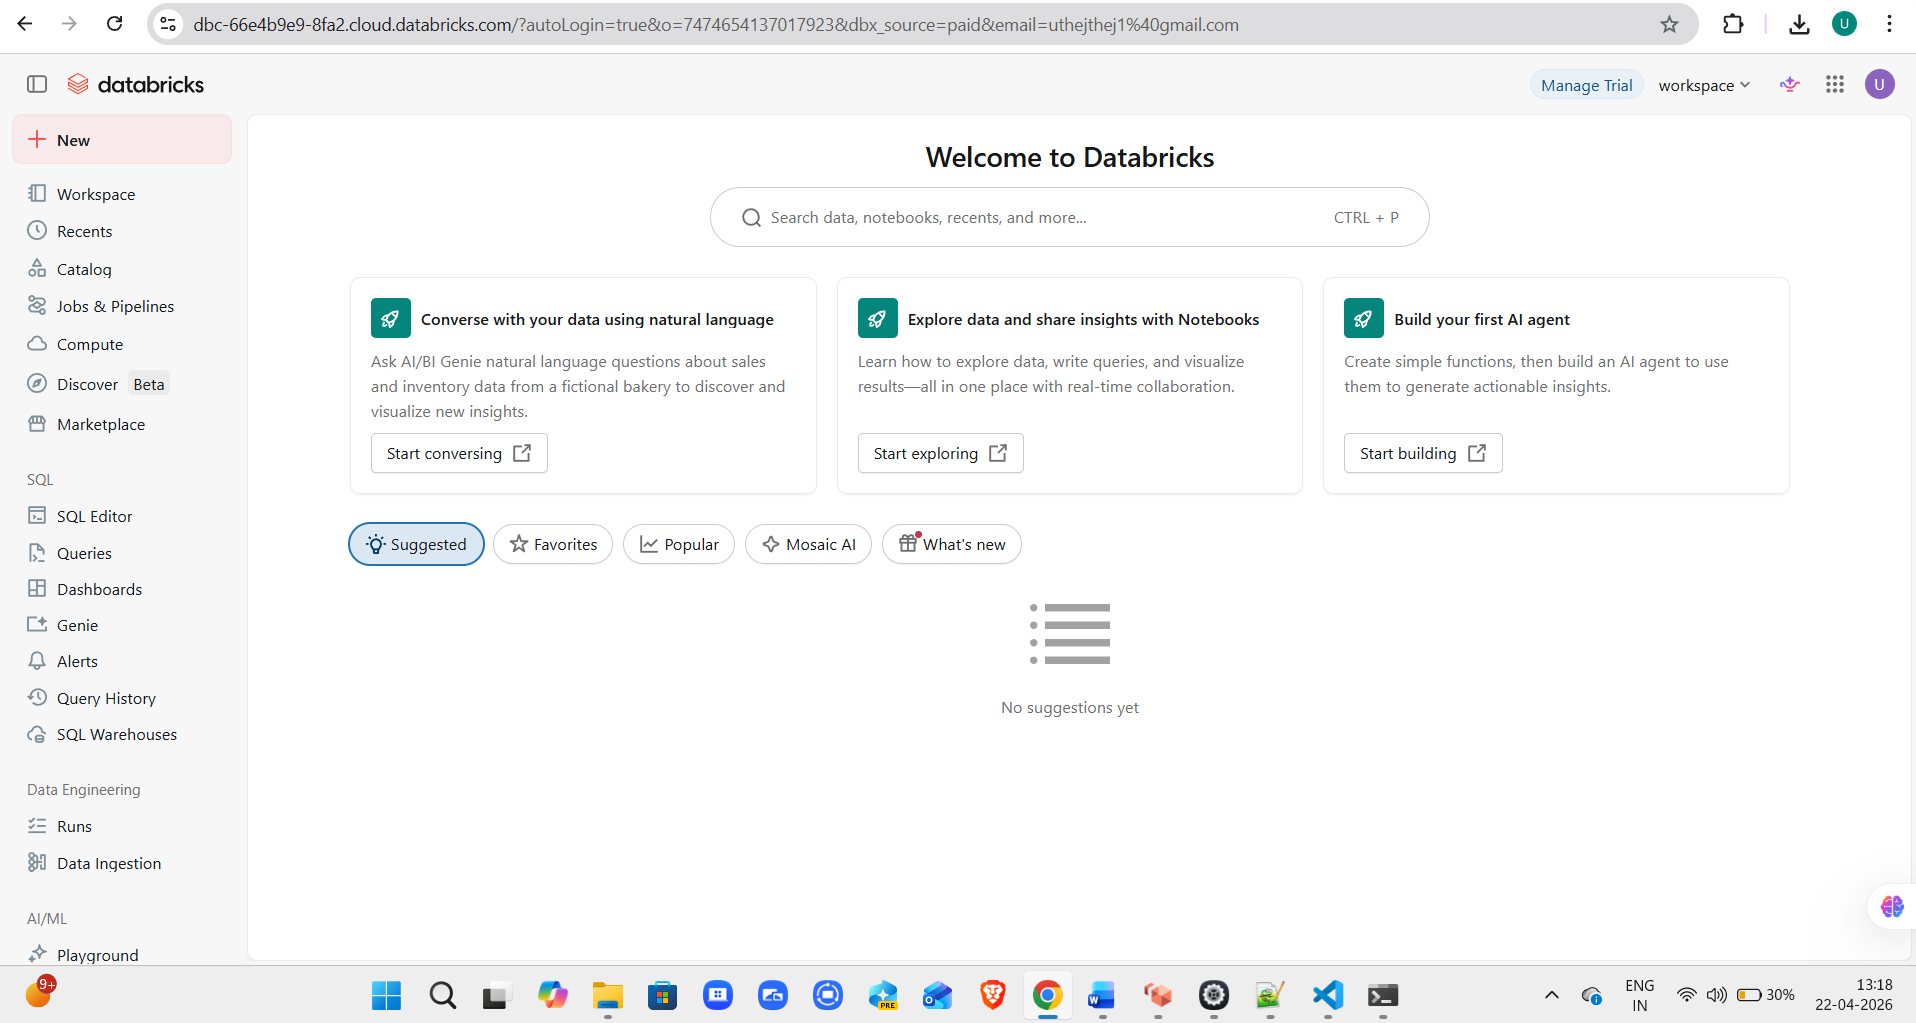 dbc-66e4b9e9-8fa2.cloud.databricks.com/?autoLogin=true&o=7474654137017923&dbx_source=paid&email=uthejthej1%40gmail.com
U
databricks
Manage Trial
workspace
U
New
Workspace
Recents
Catalog
Jobs & Pipelines
Compute
Discover Beta
Marketplace
SQL
SQL Editor
Queries
Dashboards
Genie
Alerts
Query History
SQL Warehouses
Data Engineering
Runs
Data Ingestion
AI/ML
Playground
Welcome to Databricks
Search data, notebooks, recents, and more... CTRL + P
Converse with your data using natural language
Ask AI/BI Genie natural language questions about sales
and inventory data from a fictional bakery to discover and
visualize new insights.
Start conversing
Explore data and share insights with Notebooks
Learn how to explore data, write queries, and visualize
results—all in one place with real-time collaboration.
Start exploring
Build your first AI agent
Create simple functions, then build an AI agent to use
them to generate actionable insights.
Start building
Suggested Favorites Popular Mosaic AI What's new
No suggestions yet
9+
PRE
ENG
IN
30%
13:18
22-04-2026